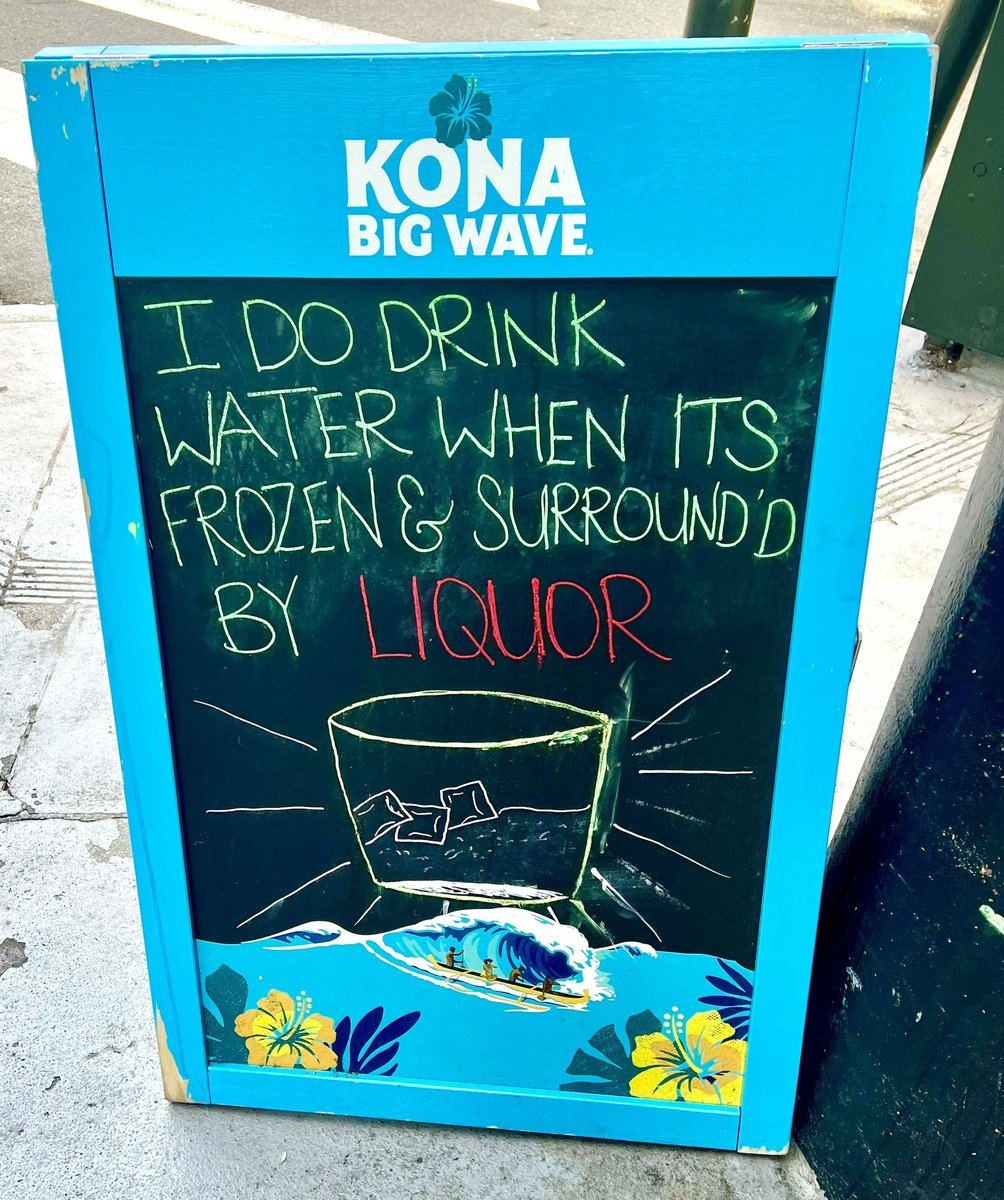 KONA
BIG WAVE.
I DO DRINK
WATER WHEN ITS
FROZEN & SURROUND'D
BY LIQUOR